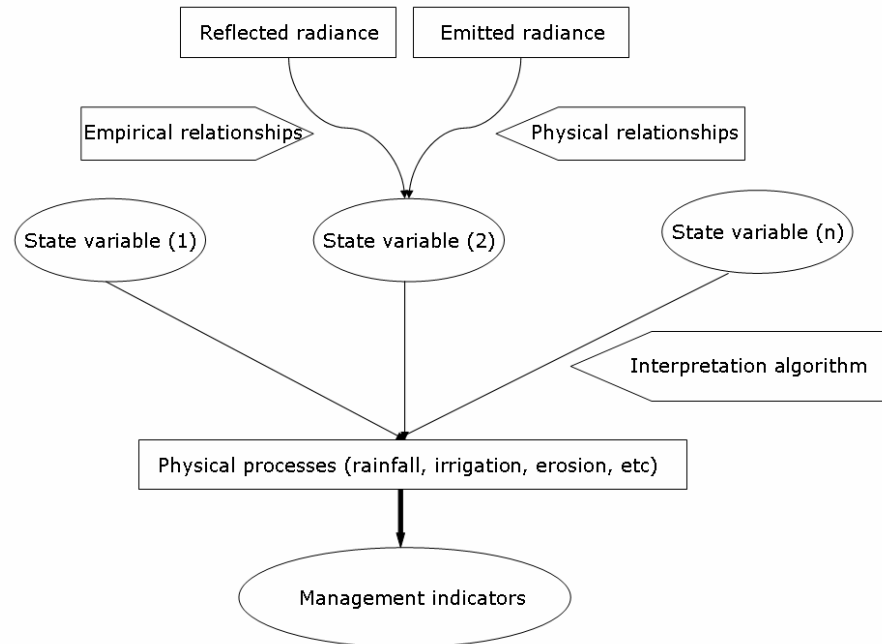 Reflected radiance
Emitted radiance
Empirical relationships
Physical relationships
State variable (1)
State variable (2)
State variable (n)
Interpretation algorithm
Physical processes (rainfall, irrigation, erosion, etc)
Management indicators